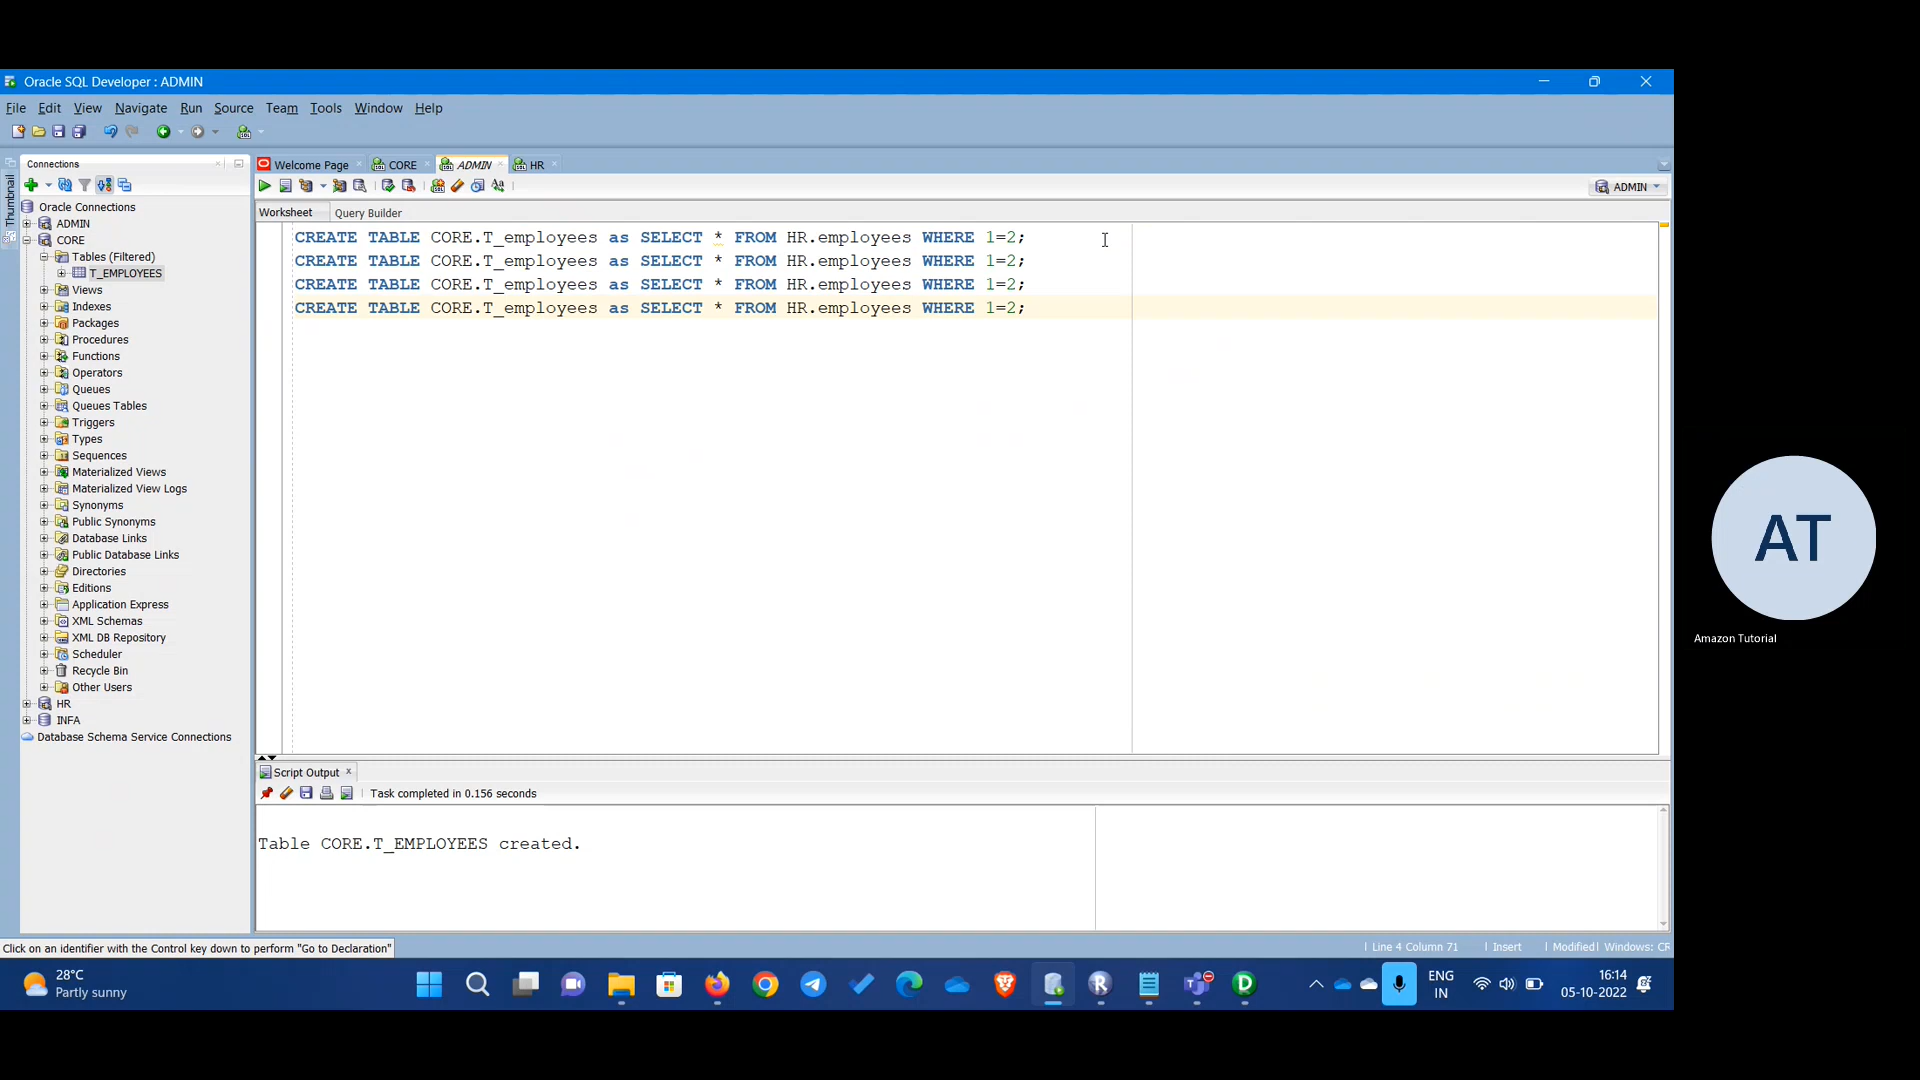 Oracle SQL Developer : ADMIN
File Edit View Navigate Run Source Team Tools Window Help
Connections
Thumbnail
Oracle Connections
ADMIN
CORE
Tables (Filtered)
T_EMPLOYEES
Views
Indexes
Packages
Procedures
Functions
Operators
Queues
Queues Tables
Triggers
Types
Sequences
Materialized Views
Materialized View Logs
Synonyms
Public Synonyms
Database Links
Public Database Links
Directories
Editions
Application Express
XML Schemas
XML DB Repository
Scheduler
Recycle Bin
Other Users
HR
INFA
Database Schema Service Connections
Welcome Page CORE ADMIN HR
ADMIN
Worksheet Query Builder
CREATE TABLE CORE.T_employees as SELECT * FROM HR.employees WHERE 1=2;
CREATE TABLE CORE.T_employees as SELECT * FROM HR.employees WHERE 1=2;
CREATE TABLE CORE.T_employees as SELECT * FROM HR.employees WHERE 1=2;
CREATE TABLE CORE.T_employees as SELECT * FROM HR.employees WHERE 1=2;
Script Output
Task completed in 0.156 seconds
Table CORE.T_EMPLOYEES created.
Click on an identifier with the Control key down to perform "Go to Declaration"
Line 4 Column 71 Insert Modified Windows: CR
28°C
Partly sunny
ENG
IN
16:14
05-10-2022
AT
Amazon Tutorial